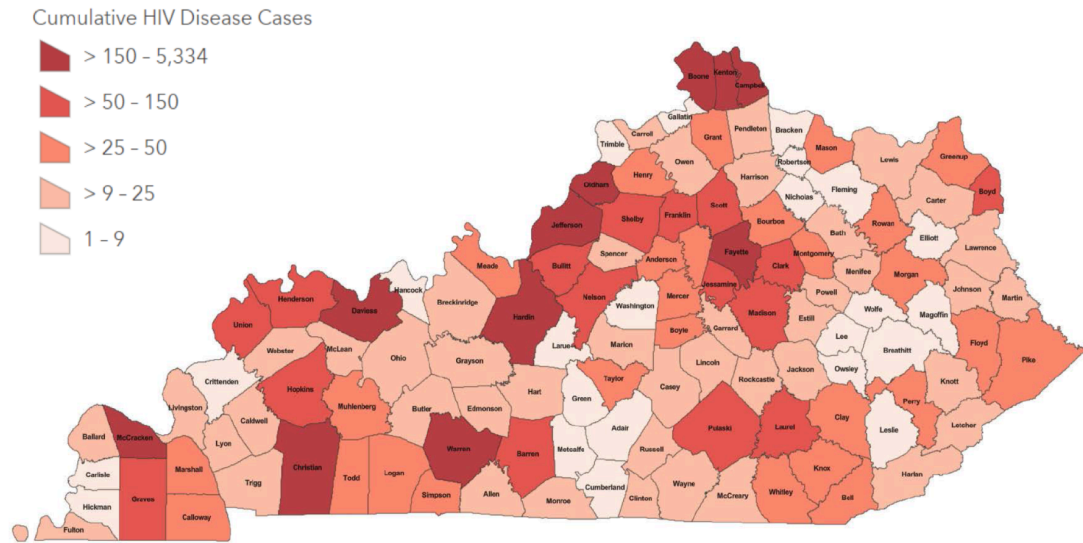 Cumulative HIV Disease Cases
> 150 – 5,334
> 50 – 150
> 25 – 50
> 9 – 25
1 – 9
Boone
Kenton
Campbell
Gallatin
Carroll
Trimble
Grant
Pendleton
Bracken
Mason
Robertson
Lewis
Greenup
Boyd
Owen
Henry
Oldham
Harrison
Nicholas
Fleming
Carter
Jefferson
Shelby
Franklin
Scott
Bourbon
Bath
Rowan
Elliott
Lawrence
Bullitt
Spencer
Anderson
Fayette
Clark
Montgomery
Menifee
Morgan
Johnson
Martin
Meade
Hancock
Breckinridge
Hardin
Nelson
Washington
Mercer
Jessamine
Madison
Powell
Estill
Wolfe
Magoffin
Henderson
Union
Daviess
Larue
Marion
Boyle
Garrard
Lee
Breathitt
Floyd
Pike
Webster
McLean
Ohio
Grayson
Hart
Taylor
Lincoln
Rockcastle
Jackson
Owsley
Knott
Crittenden
Hopkins
Muhlenberg
Butler
Edmonson
Green
Casey
Clay
Perry
Leslie
Letcher
Livingston
Caldwell
Lyon
Ballard
McCracken
Warren
Barren
Metcalfe
Adair
Russell
Pulaski
Laurel
Knox
Harlan
Carlisle
Graves
Marshall
Trigg
Christian
Todd
Logan
Simpson
Allen
Monroe
Cumberland
Clinton
Wayne
McCreary
Whitley
Bell
Hickman
Fulton
Calloway